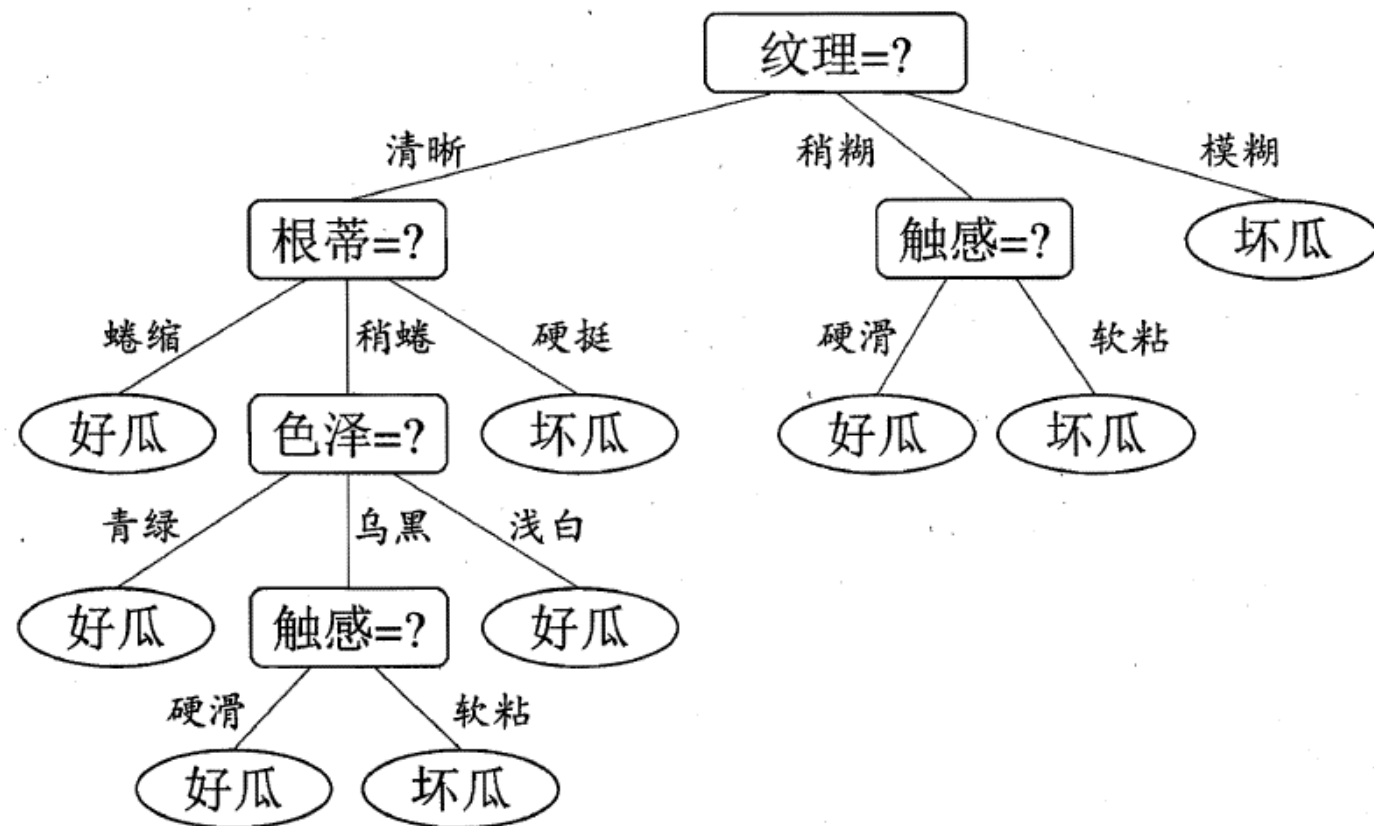 纹理=?
清晰 稍糊 模糊
根蒂=? 触感=? 坏瓜
蜷缩 稍蜷 硬挺 硬滑 软粘
好瓜 色泽=? 坏瓜 好瓜 坏瓜
青绿 乌黑 浅白
好瓜 触感=? 好瓜
硬滑 软粘
好瓜 坏瓜